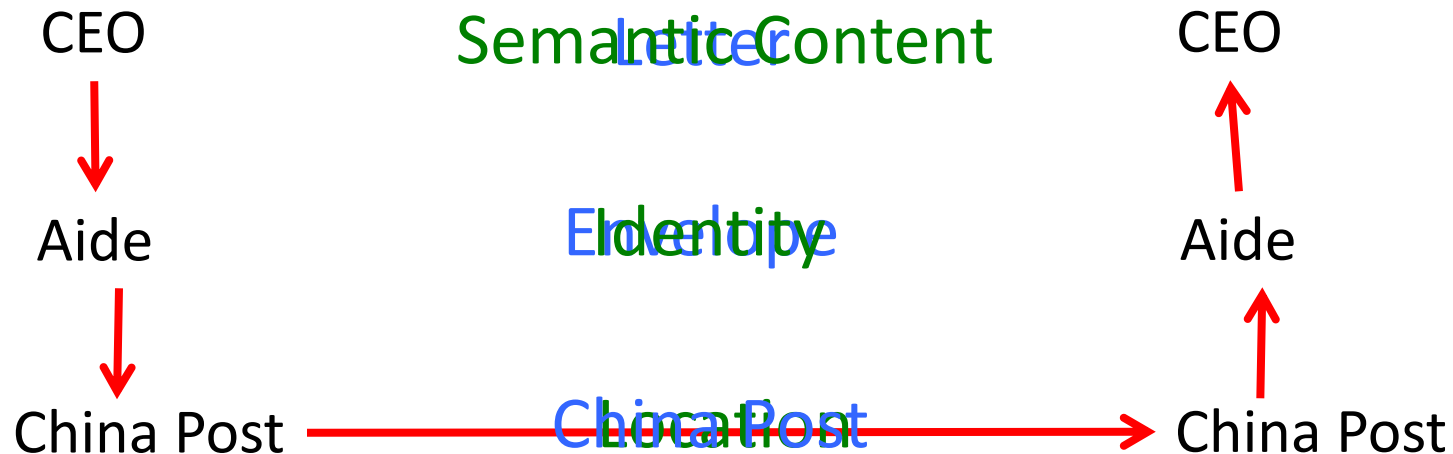 CEO Semantic Content Letter CEO
Aide Envelope Identity Aide
China Post China Post Location China Post